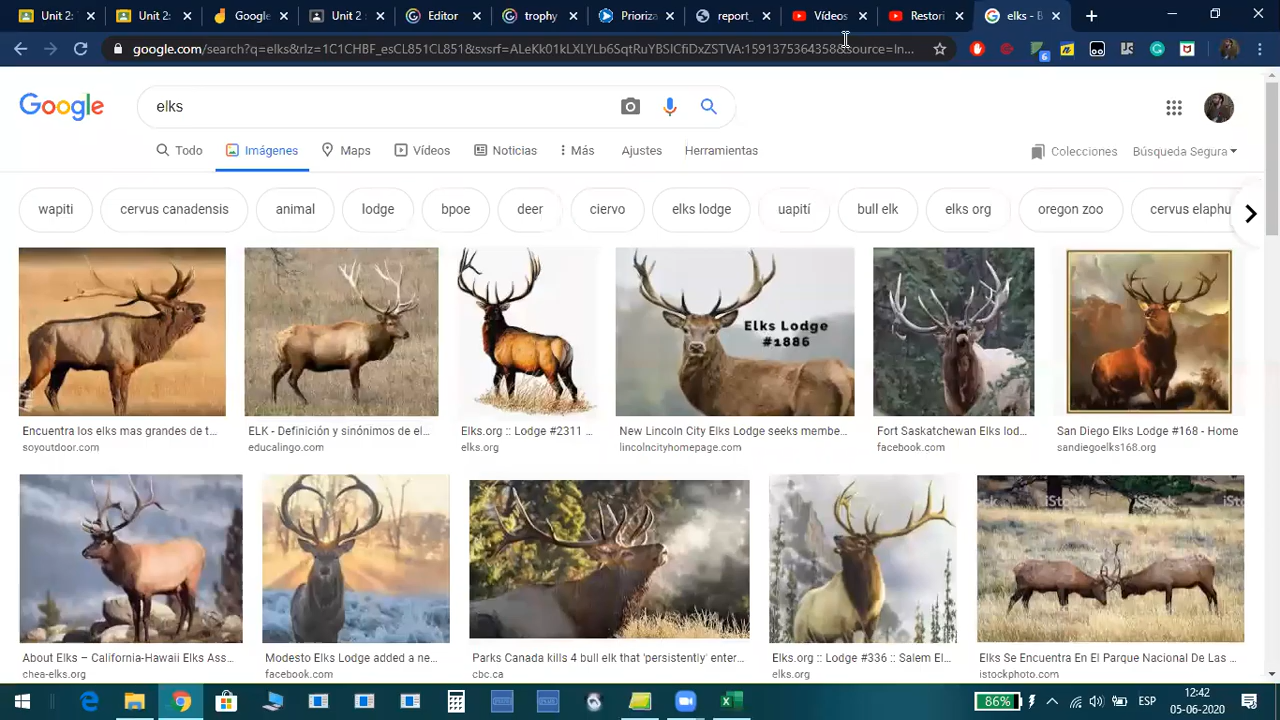 Unit 2: Unit 2: Google Unit 2 : Editor trophy Prioriza report_ Vídeos Restori elks - B
google.com/search?q=elks&rlz=1C1CHBF_esCL851CL851&sxsrf=ALeKk01kLXLYLb6SqtRuYBSlCfiDxZSTVA:1591375364358&source=ln...
Google elks
Todo Imágenes Maps Vídeos Noticias Más Ajustes Herramientas Colecciones Búsqueda Segura
wapiti cervus canadensis animal lodge bpoe deer ciervo elks lodge uapití bull elk elks org oregon zoo cervus elaphu
Elks Lodge
#1886
Encuentra los elks mas grandes de t... ELK - Definición y sinónimos de el... Elks.org :: Lodge #2311 ... New Lincoln City Elks Lodge seeks membe... Fort Saskatchewan Elks lod... San Diego Elks Lodge #168 - Home
soyoutdoor.com educalingo.com elks.org lincolncityhomepage.com facebook.com sandiegoelks168.org
iStock iStock
About Elks – California-Hawaii Elks Ass... Modesto Elks Lodge added a ne... Parks Canada kills 4 bull elk that 'persistently' enter... Elks.org :: Lodge #336 :: Salem El... Elks Se Encuentra En El Parque Nacional De Las ...
chea-elks.org facebook.com cbc.ca elks.org istockphoto.com
86% ESP 12:42
05-06-2020